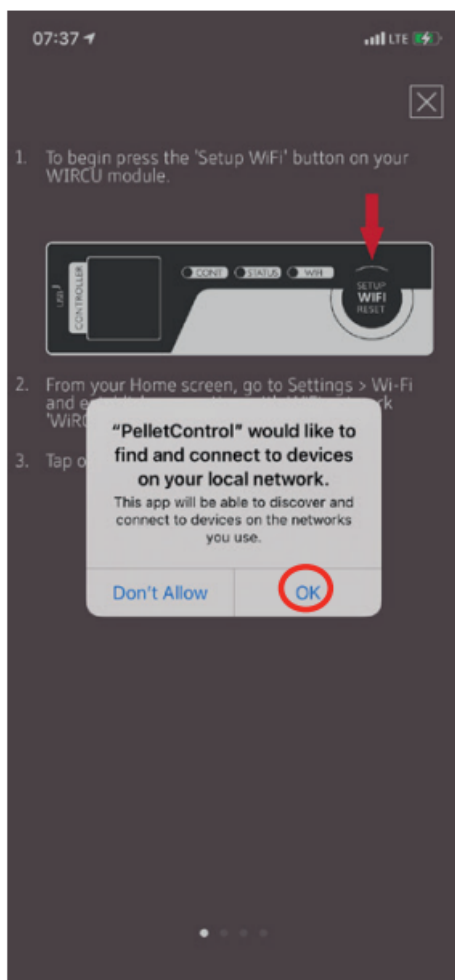 07:37
LTE
1. To begin press the 'Setup WiFi' button on your
WIRCU module.
USB
CONTROLLER
CONT
STATUS
WIFI
SETUP
WIFI
RESET
2. From your Home screen, go to Settings > Wi-Fi
and
'WiRC
3. Tap o
"PelletControl" would like to
find and connect to devices
on your local network.
This app will be able to discover and
connect to devices on the networks
you use.
Don't Allow
OK